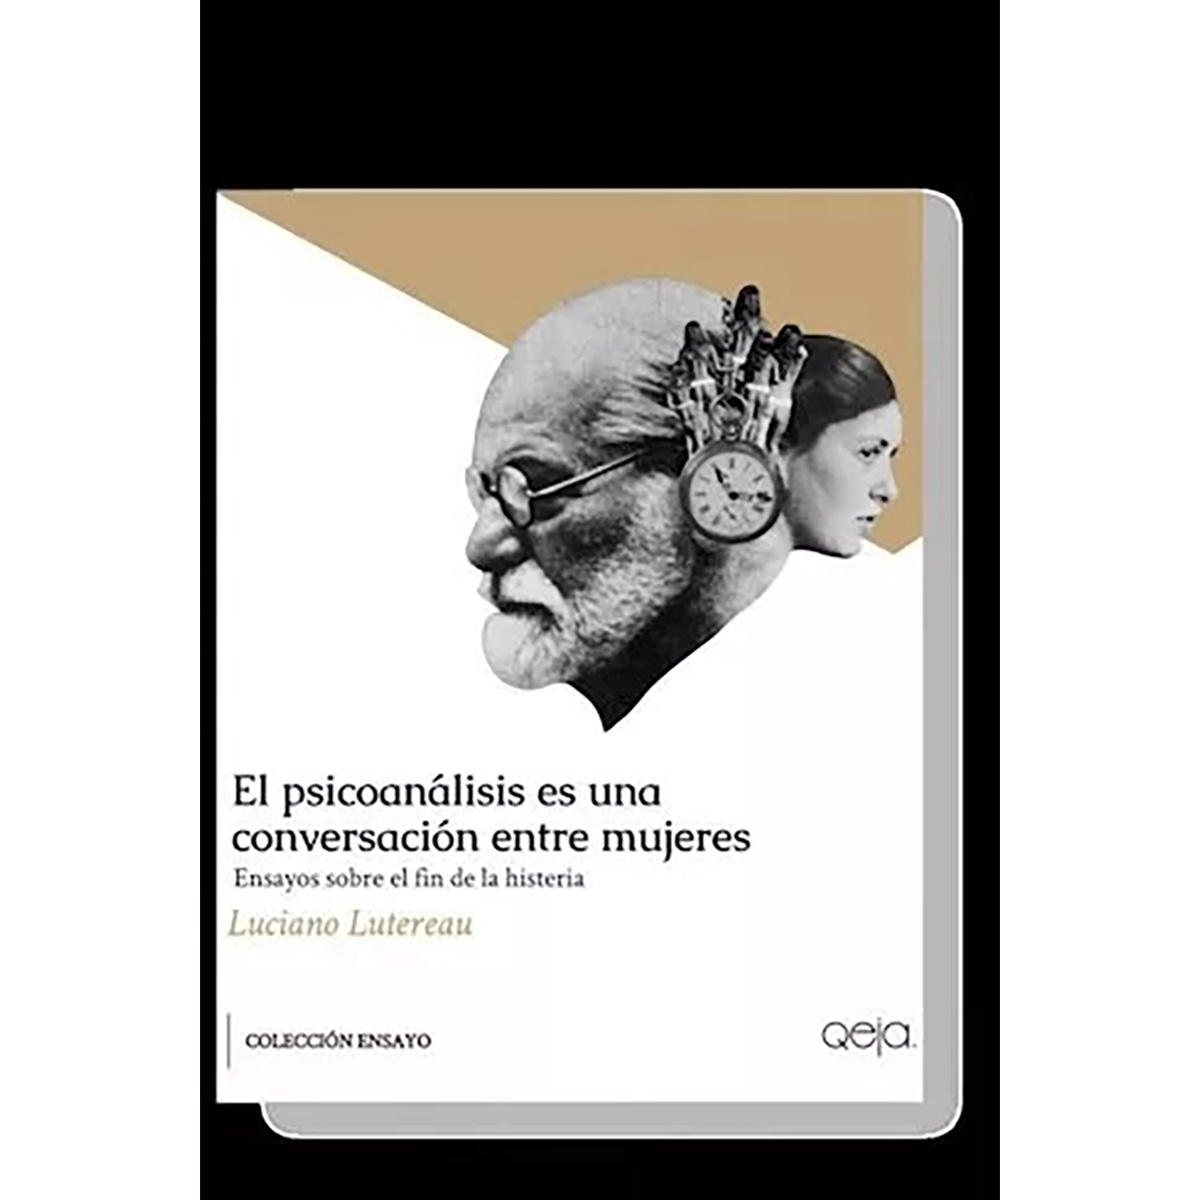 El psicoanálisis es una
conversación entre mujeres
Ensayos sobre el fin de la histeria
Luciano Lutereau
COLECCIÓN ENSAYO
Qeja.